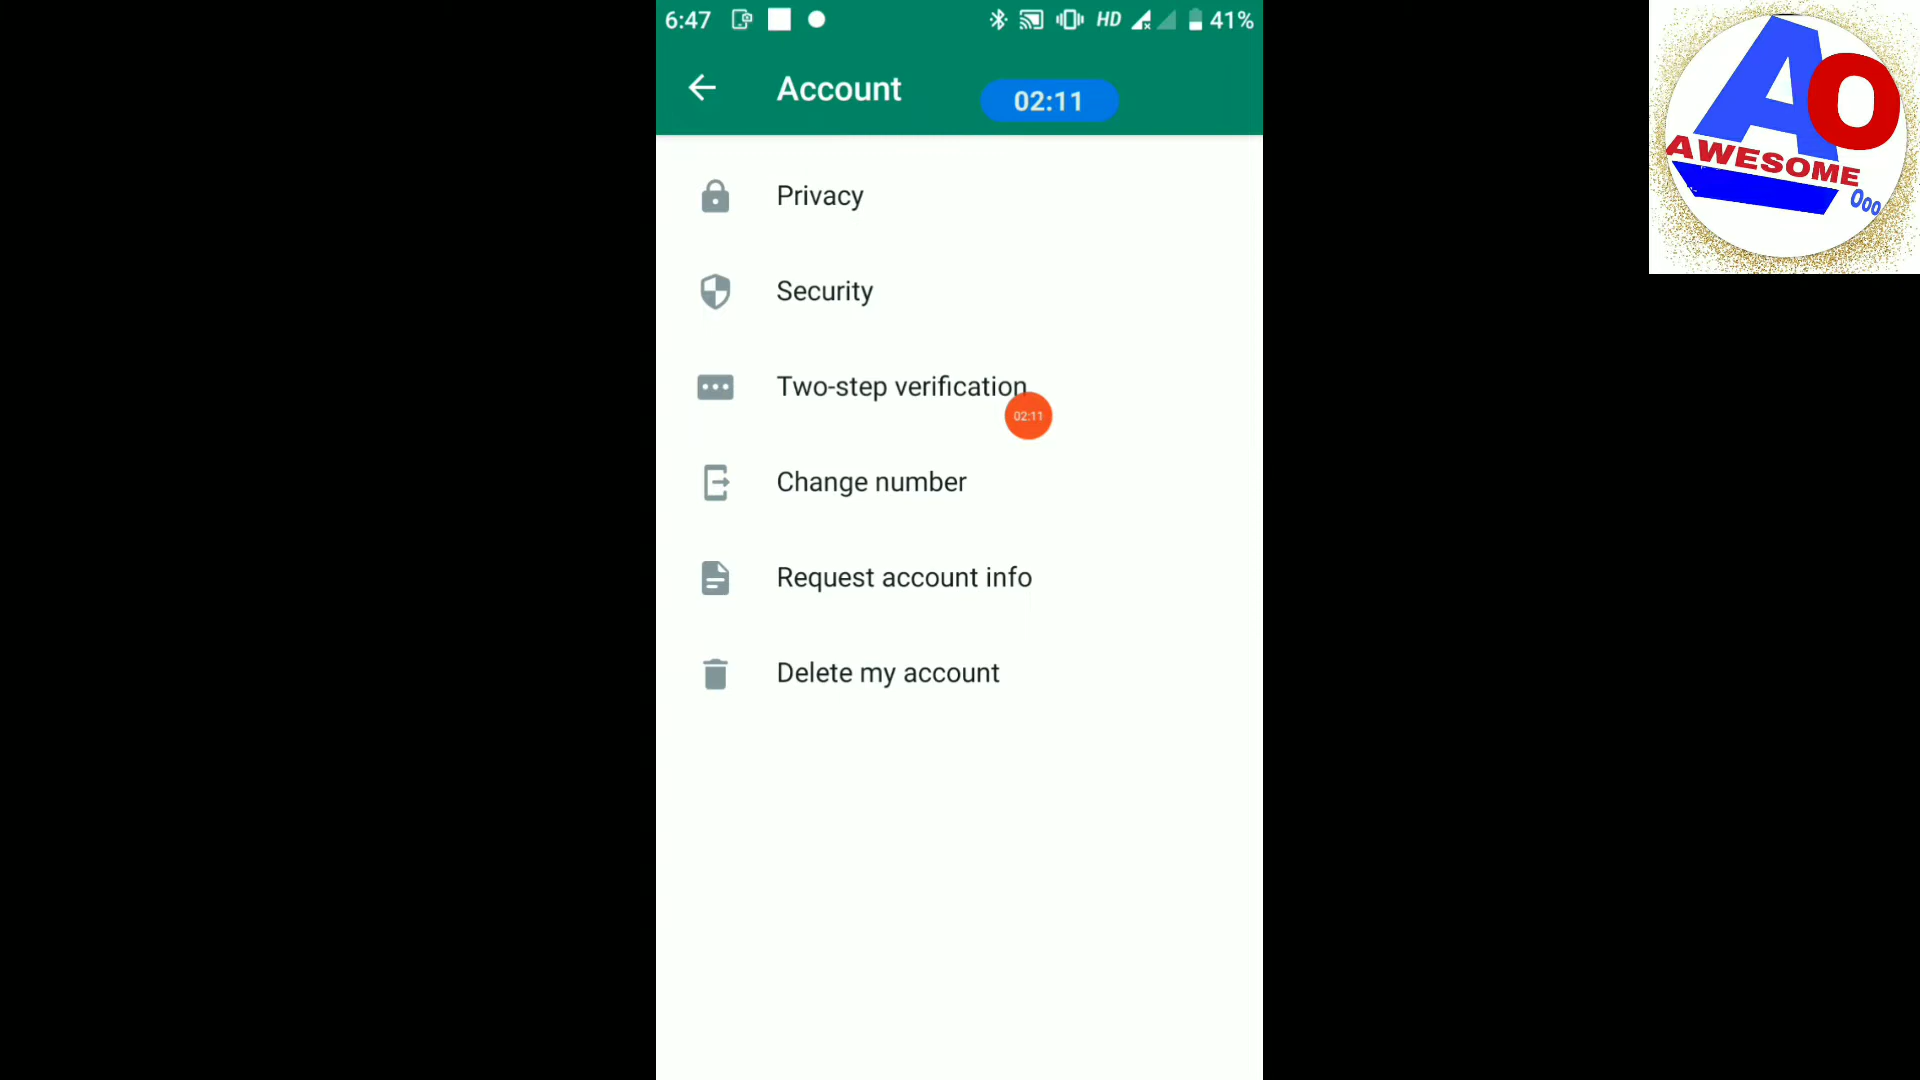 6:47
HD
41%
Account
02:11
Privacy
Security
Two-step verification
02:11
Change number
Request account info
Delete my account
AO
AWESOME
Ooo